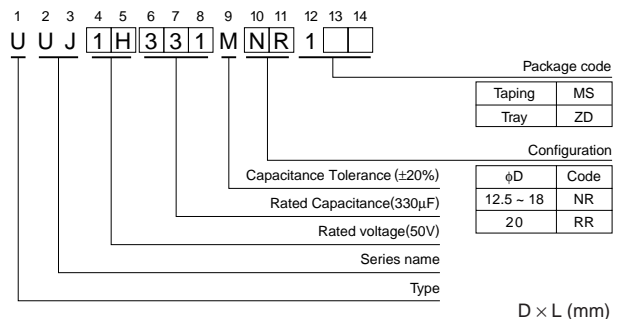 1 2 3 4 5 6 7 8 9 10 11 12 13 14
U U J 1 H 3 3 1 M N R 1
Package code
Taping MS
Tray ZD
Configuration
φD Code
12.5 ~ 18 NR
20 RR
Capacitance Tolerance (±20%)
Rated Capacitance(330μF)
Rated voltage(50V)
Series name
Type
D × L (mm)